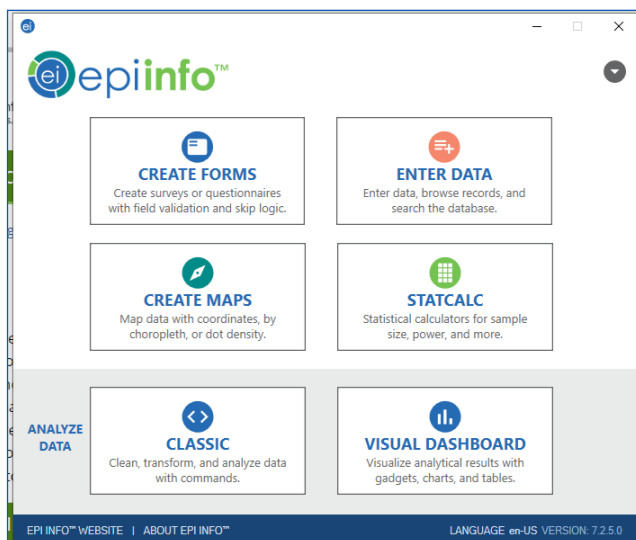 ei
ei epiinfo™
CREATE FORMS
Create surveys or questionnaires
with field validation and skip logic.
ENTER DATA
Enter data, browse records, and
search the database.
CREATE MAPS
Map data with coordinates, by
choropleth, or dot density.
STATCALC
Statistical calculators for sample
size, power, and more.
ANALYZE
DATA
CLASSIC
Clean, transform, and analyze data
with commands.
VISUAL DASHBOARD
Visualize analytical results with
gadgets, charts, and tables.
EPI INFO™ WEBSITE | ABOUT EPI INFO™ LANGUAGE en-US VERSION: 7.2.5.0